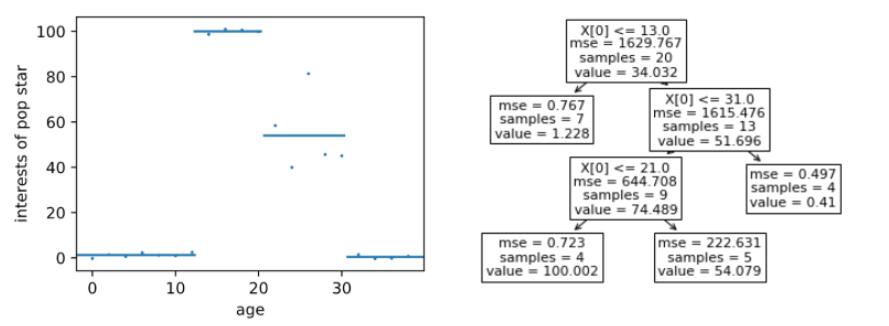 100
80
60
40
20
0
interests of pop star
0
10
20
30
age
X[0] <= 13.0
mse = 1629.767
samples = 20
value = 34.032
mse = 0.767
samples = 7
value = 1.228
X[0] <= 31.0
mse = 1615.476
samples = 13
value = 51.696
X[0] <= 21.0
mse = 644.708
samples = 9
value = 74.489
mse = 0.497
samples = 4
value = 0.41
mse = 0.723
samples = 4
value = 100.002
mse = 222.631
samples = 5
value = 54.079